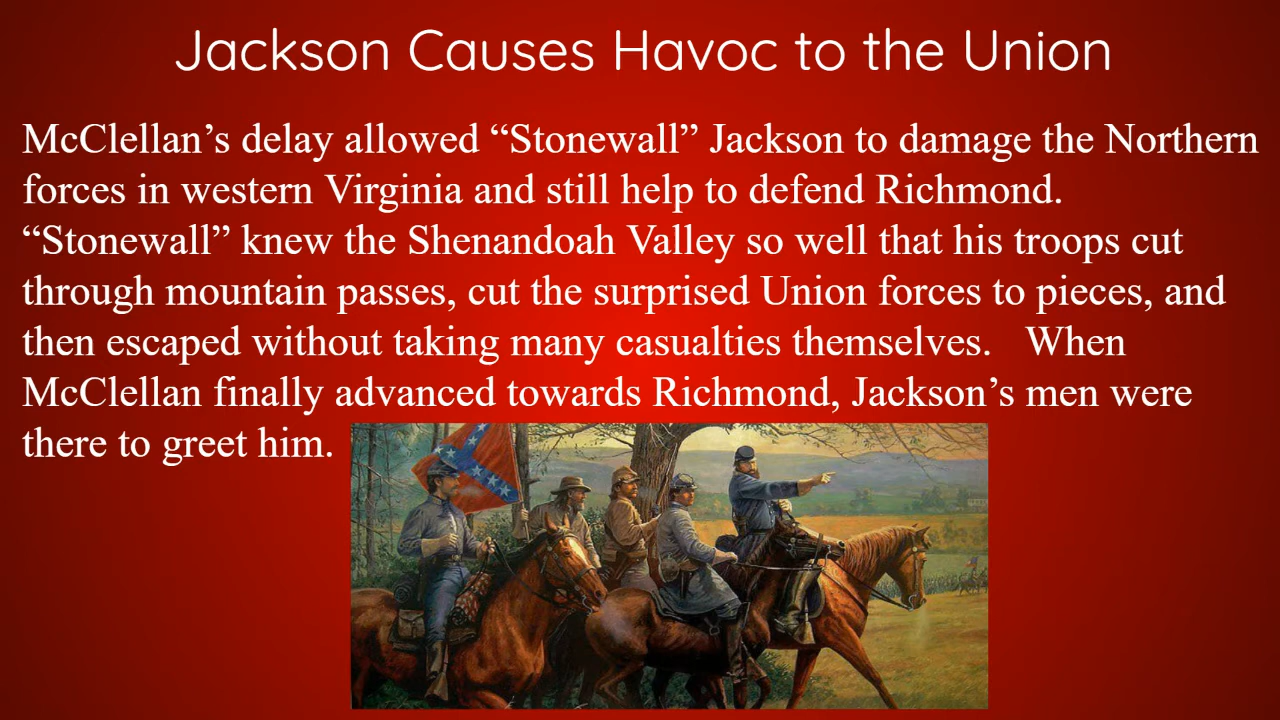 Jackson Causes Havoc to the Union
McClellan’s delay allowed “Stonewall” Jackson to damage the Northern
forces in western Virginia and still help to defend Richmond.
“Stonewall” knew the Shenandoah Valley so well that his troops cut
through mountain passes, cut the surprised Union forces to pieces, and
then escaped without taking many casualties themselves.   When
McClellan finally advanced towards Richmond, Jackson’s men were
there to greet him.